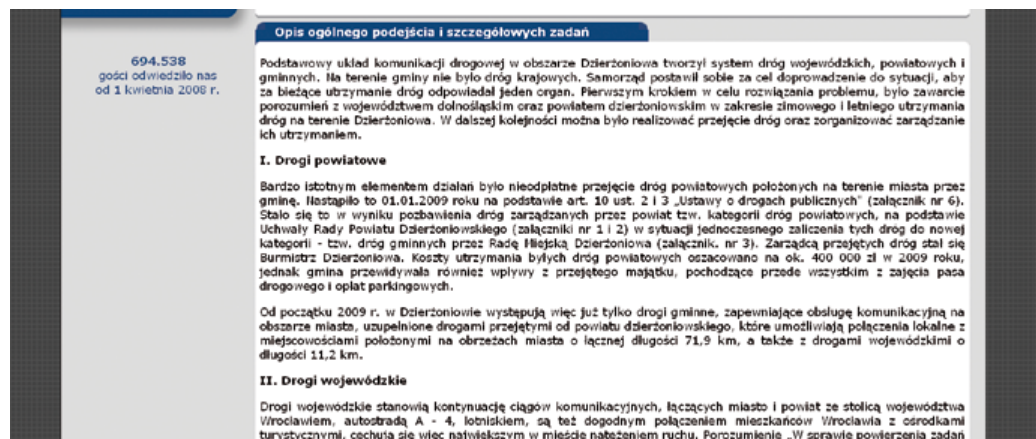 Opis ogólnego podejścia i szczegółowych zadań
694.538
gości odwiedziło nas
od 1 kwietnia 2008 r.
Podstawowy układ komunikacji drogowej w obszarze Dzierżoniowa tworzył system dróg wojewódzkich, powiatowych i
gminnych. Na terenie gminy nie było dróg krajowych. Samorząd postawił sobie za cel doprowadzenie do sytuacji, aby
za bieżące utrzymanie dróg odpowiadał jeden organ. Pierwszym krokiem w celu rozwiązania problemu, było zawarcie
porozumień z województwem dolnośląskim oraz powiatem dzierżoniowskim w zakresie zimowego i letniego utrzymania
dróg na terenie Dzierżoniowa. W dalszej kolejności można było realizować przejęcie dróg oraz zorganizować zarządzanie
ich utrzymaniem.
I. Drogi powiatowe
Bardzo istotnym elementem działań było nieodpłatne przejęcie dróg powiatowych położonych na terenie miasta przez
gminę. Nastąpiło to 01.01.2009 roku na podstawie art. 10 ust. 2 i 3 „Ustawy o drogach publicznych" (załącznik nr 6).
Stało się to w wyniku pozbawienia dróg zarządzanych przez powiat tzw. kategorii dróg powiatowych, na podstawie
Uchwały Rady Powiatu Dzierżoniowskiego (załączniki nr 1 i 2) w sytuacji jednoczesnego zaliczenia tych dróg do nowej
kategorii - tzw. dróg gminnych przez Radę Miejską Dzierżoniowa (załącznik. nr 3). Zarządcą przejętych dróg stał się
Burmistrz Dzierżoniowa. Koszty utrzymania byłych dróg powiatowych oszacowano na ok. 400 000 zł w 2009 roku,
jednak gmina przewidywała również wpływy z przejętego majątku, pochodzące przede wszystkim z zajęcia pasa
drogowego i opłat parkingowych.
Od początku 2009 r. w Dzierżoniowie występują więc już tylko drogi gminne, zapewniające obsługę komunikacyjną na
obszarze miasta, uzupełnione drogami przejętymi od powiatu dzierżoniowskiego, które umożliwiają połączenia lokalne z
miejscowościami położonymi na obrzeżach miasta o łącznej długości 71,9 km, a także z drogami wojewódzkimi o
długości 11,2 km.
II. Drogi wojewódzkie
Drogi wojewódzkie stanowią kontynuację ciągów komunikacyjnych, łączących miasto i powiat ze stolicą województwa
Wrocławiem, autostradą A - 4, lotniskiem, są też dogodnym połączeniem mieszkańców Wrocławia z ośrodkami
turystycznymi, cechują się więc największym w mieście natężeniem ruchu. Porozumienie „W sprawie powierzenia zadań